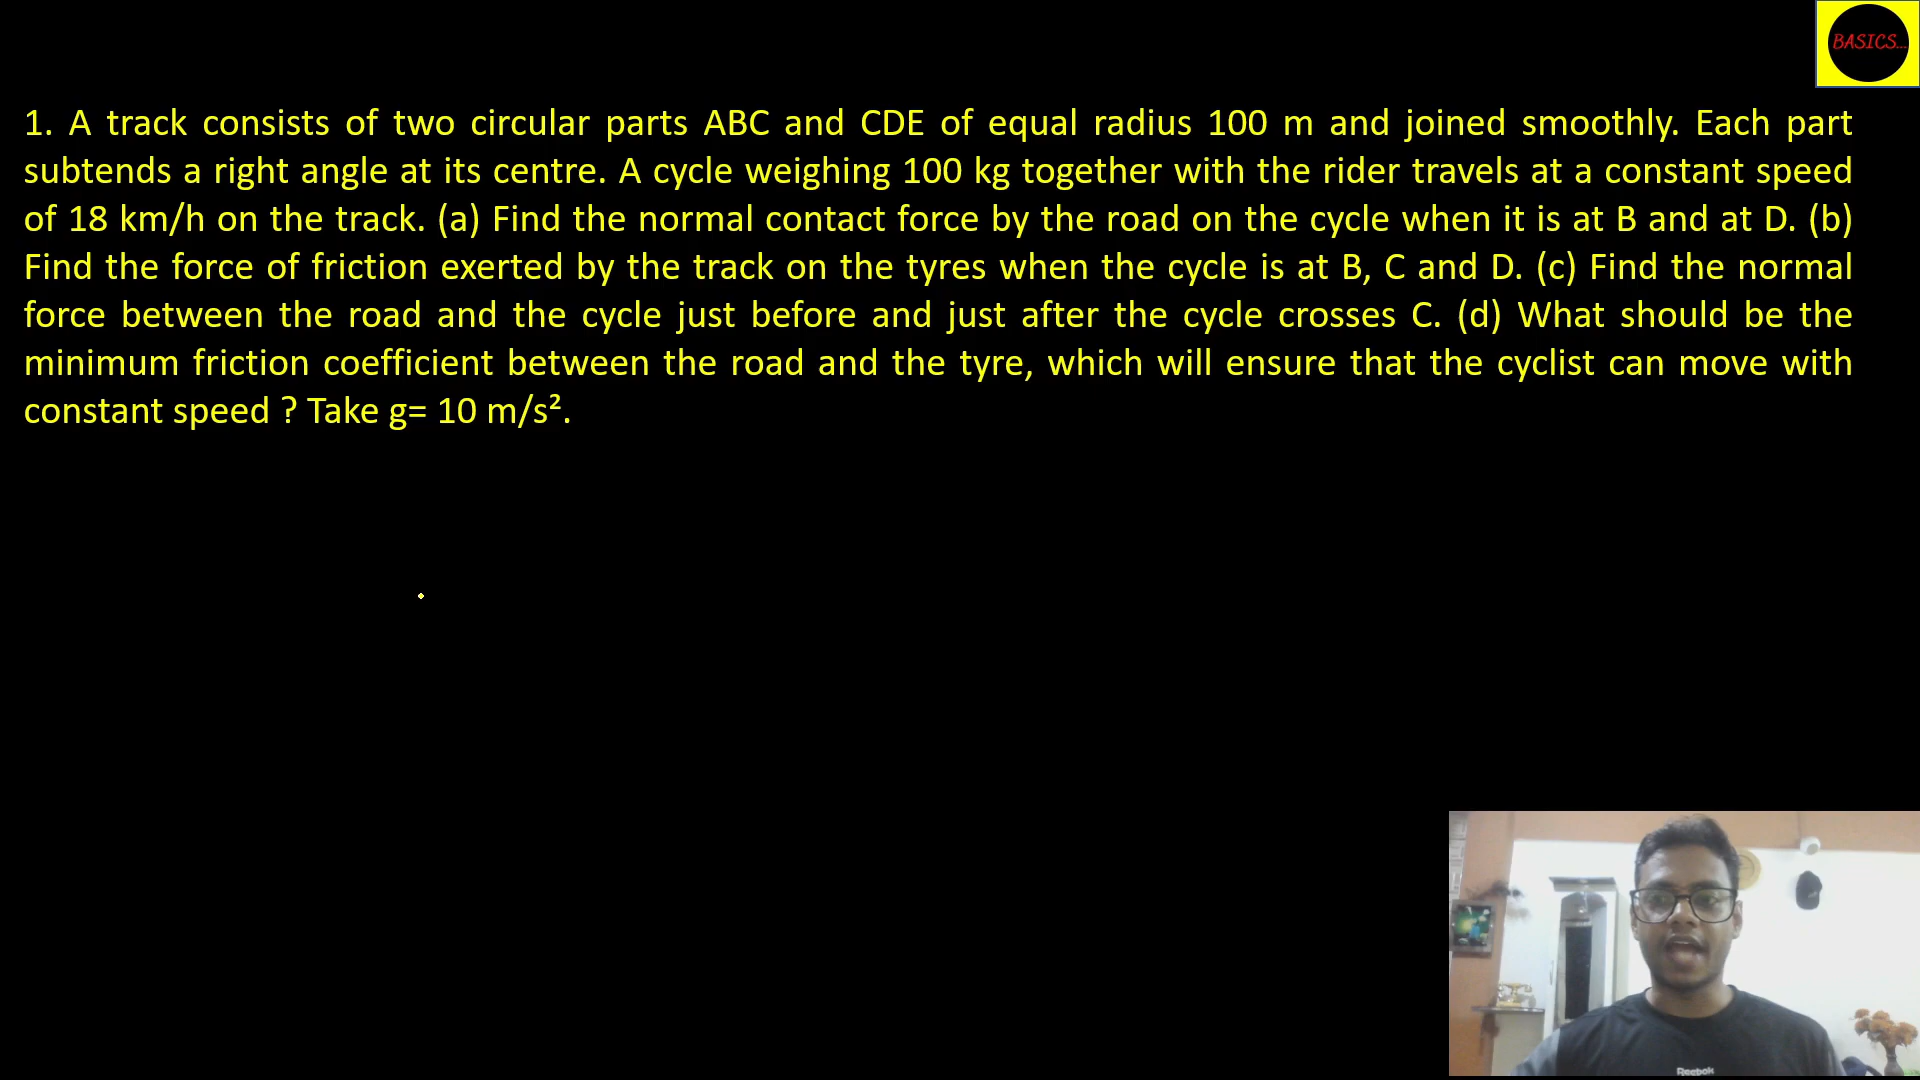 BASICS...
1. A track consists of two circular parts ABC and CDE of equal radius 100 m and joined smoothly. Each part
subtends a right angle at its centre. A cycle weighing 100 kg together with the rider travels at a constant speed
of 18 km/h on the track. (a) Find the normal contact force by the road on the cycle when it is at B and at D. (b)
Find the force of friction exerted by the track on the tyres when the cycle is at B, C and D. (c) Find the normal
force between the road and the cycle just before and just after the cycle crosses C. (d) What should be the
minimum friction coefficient between the road and the tyre, which will ensure that the cyclist can move with
constant speed ? Take g= 10 m/s².
Reebok